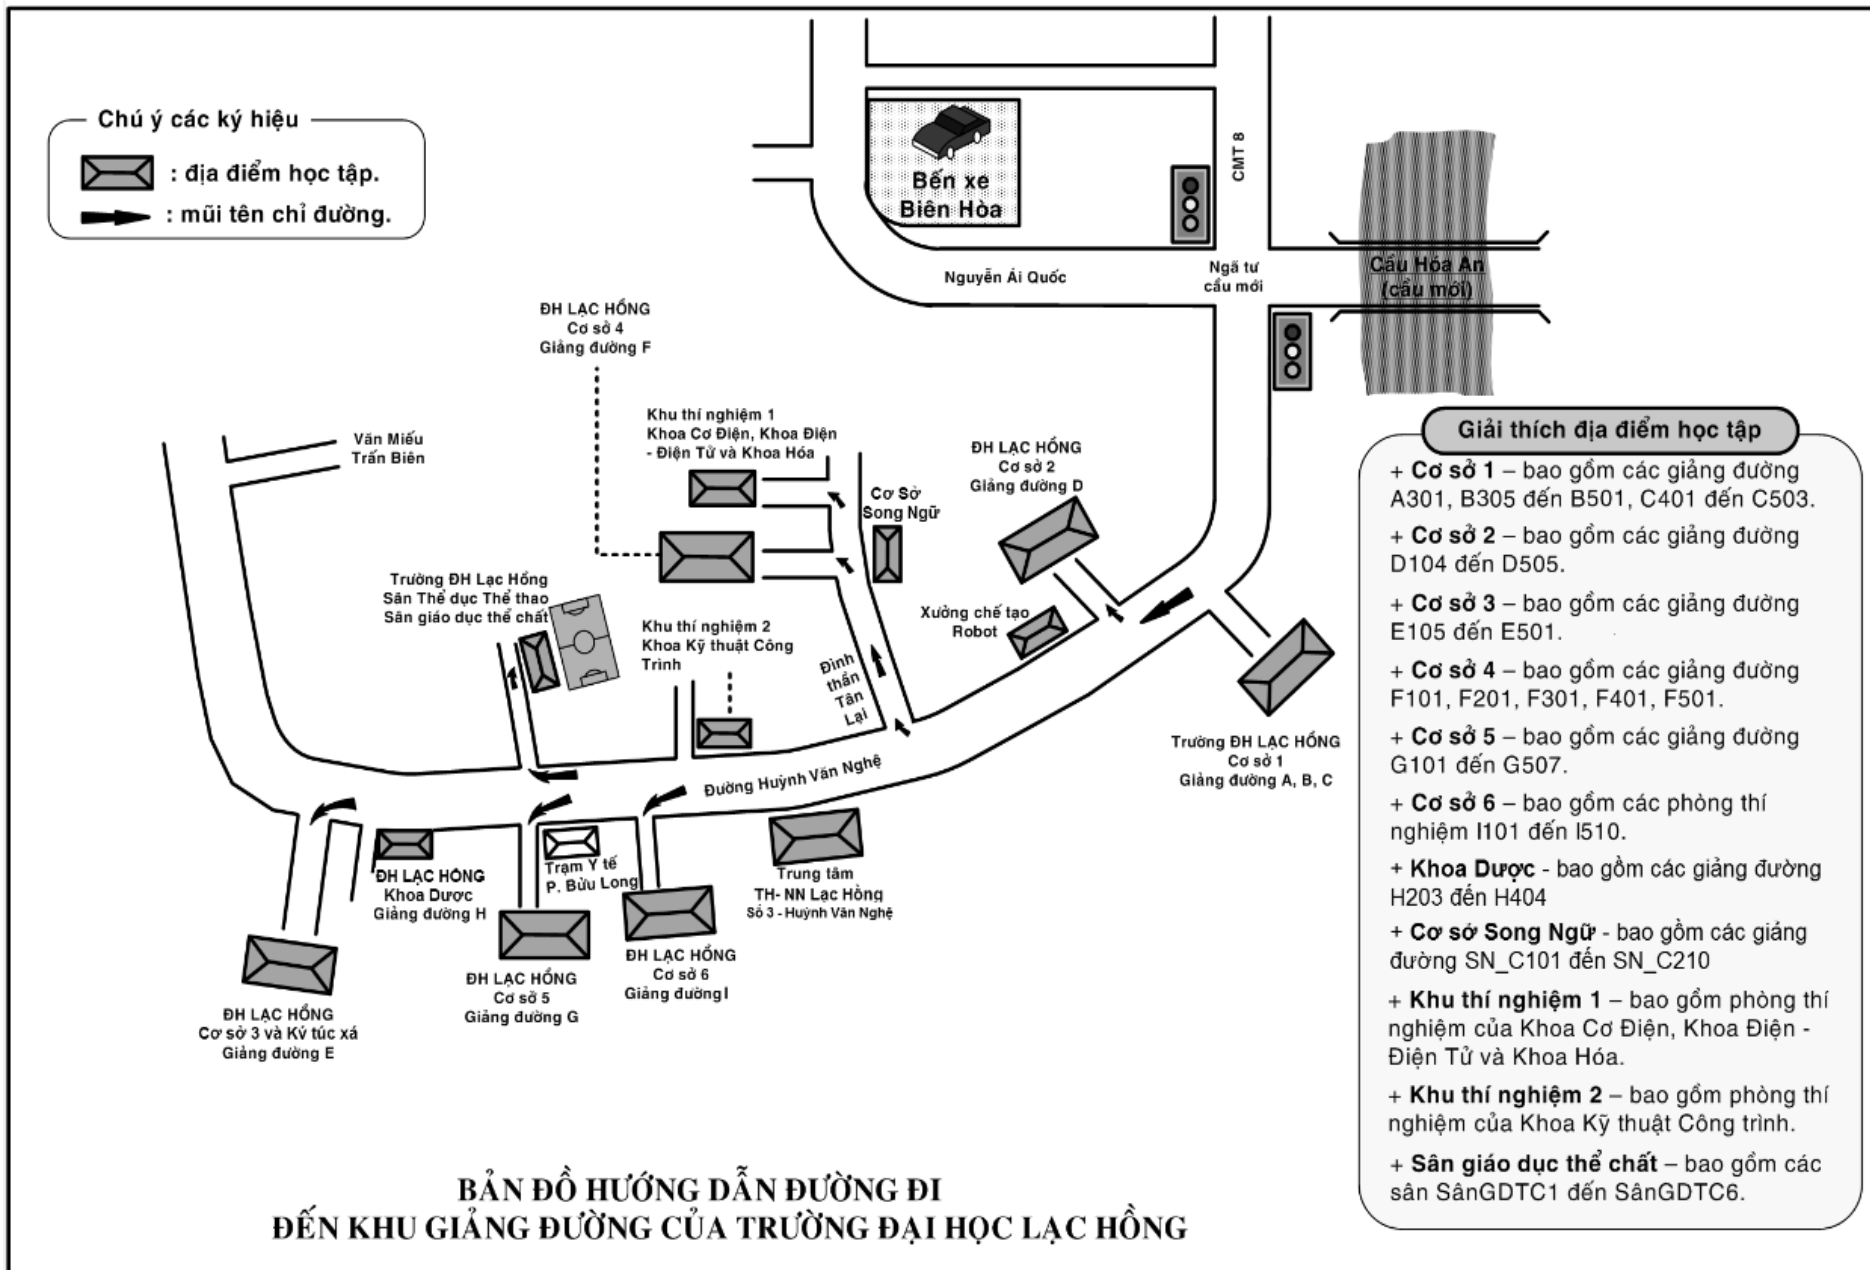 Chú ý các ký hiệu
: địa điểm học tập.
: mũi tên chỉ đường.
Bến xe
Biên Hòa
CMT 8
Nguyễn Ái Quốc
Ngã tư
cầu mới
Cầu Hóa An
(cầu mới)
ĐH LẠC HỒNG
Cơ sở 4
Giảng đường F
Văn Miếu
Trấn Biên
Khu thí nghiệm 1
Khoa Cơ Điện, Khoa Điện
- Điện Tử và Khoa Hóa
Cơ Sở
Song Ngữ
ĐH LẠC HỒNG
Cơ sở 2
Giảng đường D
Trường ĐH Lạc Hồng
Sân Thể dục Thể thao
Sân giáo dục thể chất
Khu thí nghiệm 2
Khoa Kỹ thuật Công
Trình
Đình
thần
Tân
Lại
Xưởng chế tạo
Robot
Trường ĐH LẠC HỒNG
Cơ sở 1
Giảng đường A, B, C
Đường Huỳnh Văn Nghệ
ĐH LẠC HỒNG
Khoa Dược
Giảng đường H
Trạm Y tế
P. Bửu Long
Trung tâm
TH- NN Lạc Hồng
Số 3 - Huỳnh Văn Nghệ
ĐH LẠC HỒNG
Cơ sở 6
Giảng đường I
ĐH LẠC HỒNG
Cơ sở 5
Giảng đường G
ĐH LẠC HỒNG
Cơ sở 3 và Ký túc xá
Giảng đường E
Giải thích địa điểm học tập
+ Cơ sở 1 – bao gồm các giảng đường
A301, B305 đến B501, C401 đến C503.
+ Cơ sở 2 – bao gồm các giảng đường
D104 đến D505.
+ Cơ sở 3 – bao gồm các giảng đường
E105 đến E501.
+ Cơ sở 4 – bao gồm các giảng đường
F101, F201, F301, F401, F501.
+ Cơ sở 5 – bao gồm các giảng đường
G101 đến G507.
+ Cơ sở 6 – bao gồm các phòng thí
nghiệm I101 đến I510.
+ Khoa Dược - bao gồm các giảng đường
H203 đến H404
+ Cơ sở Song Ngữ - bao gồm các giảng
đường SN_C101 đến SN_C210
+ Khu thí nghiệm 1 – bao gồm phòng thí
nghiệm của Khoa Cơ Điện, Khoa Điện -
Điện Tử và Khoa Hóa.
+ Khu thí nghiệm 2 – bao gồm phòng thí
nghiệm của Khoa Kỹ thuật Công trình.
+ Sân giáo dục thể chất – bao gồm các
sân SânGDTC1 đến SânGDTC6.
BẢN ĐỒ HƯỚNG DẪN ĐƯỜNG ĐI
ĐẾN KHU GIẢNG ĐƯỜNG CỦA TRƯỜNG ĐẠI HỌC LẠC HỒNG